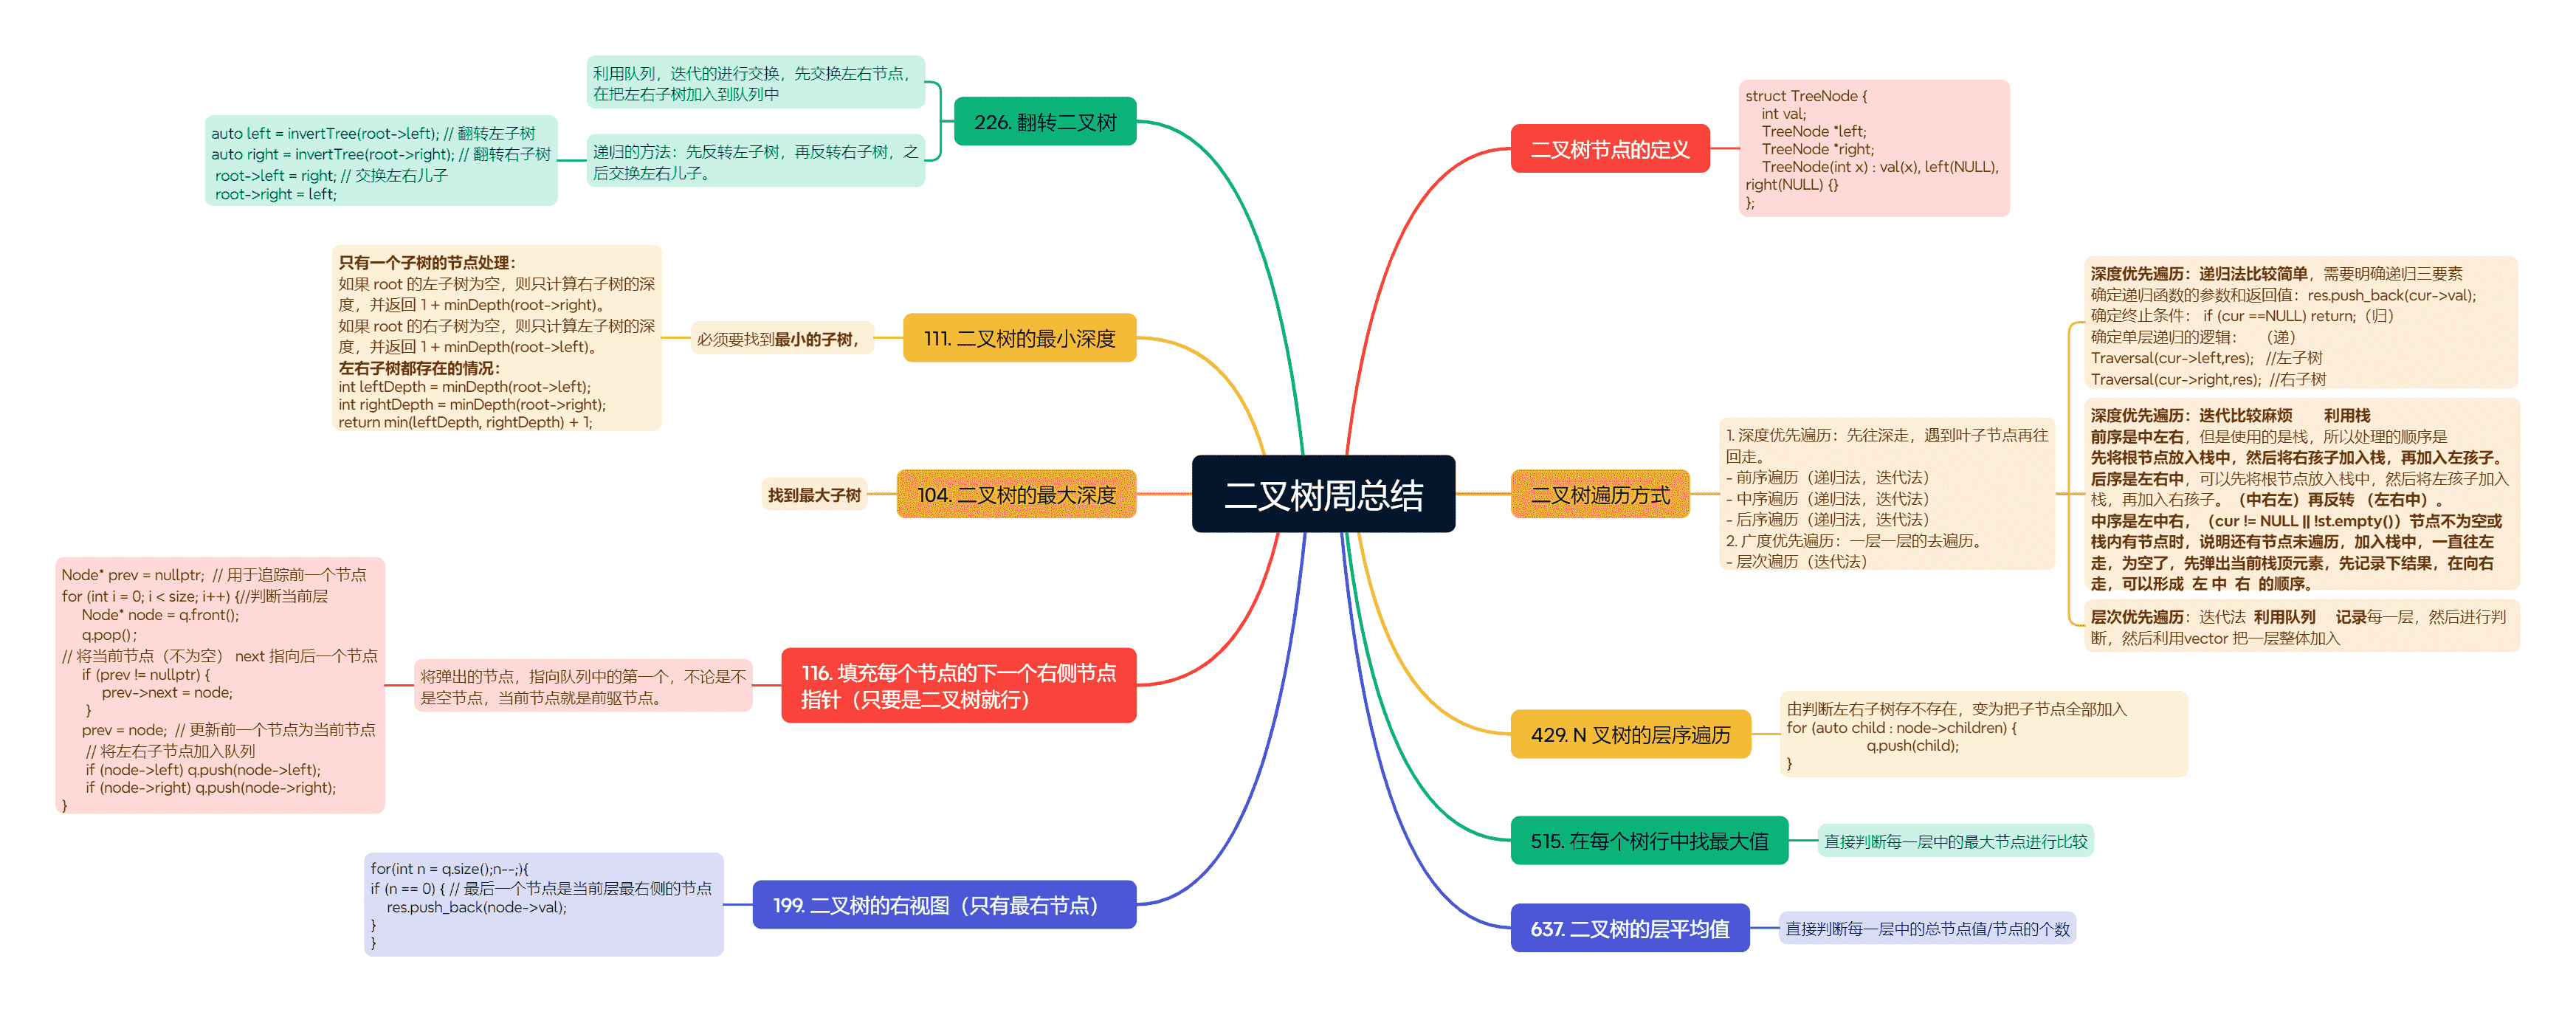 二叉树周总结
226. 翻转二叉树
利用队列，迭代的进行交换，先交换左右节点，
在把左右子树加入到队列中
递归的方法：先反转左子树，再反转右子树，之
后交换左右儿子。
auto left = invertTree(root->left); // 翻转左子树
auto right = invertTree(root->right); // 翻转右子树
root->left = right; // 交换左右儿子
root->right = left;
111. 二叉树的最小深度
必须要找到最小的子树，
只有一个子树的节点处理：
如果 root 的左子树为空，则只计算右子树的深
度，并返回 1 + minDepth(root->right)。
如果 root 的右子树为空，则只计算左子树的深
度，并返回 1 + minDepth(root->left)。
左右子树都存在的情况：
int leftDepth = minDepth(root->left);
int rightDepth = minDepth(root->right);
return min(leftDepth, rightDepth) + 1;
104. 二叉树的最大深度
找到最大子树
116. 填充每个节点的下一个右侧节点
指针（只要是二叉树就行）
将弹出的节点，指向队列中的第一个，不论是不
是空节点，当前节点就是前驱节点。
Node* prev = nullptr; // 用于追踪前一个节点
for (int i = 0; i < size; i++) {//判断当前层
Node* node = q.front();
q.pop();
// 将当前节点（不为空） next 指向后一个节点
if (prev != nullptr) {
prev->next = node;
}
prev = node; // 更新前一个节点为当前节点
// 将左右子节点加入队列
if (node->left) q.push(node->left);
if (node->right) q.push(node->right);
}
199. 二叉树的右视图（只有最右节点）
for(int n = q.size();n--;){
if (n == 0) { // 最后一个节点是当前层最右侧的节点
res.push_back(node->val);
}
}
二叉树节点的定义
struct TreeNode {
int val;
TreeNode *left;
TreeNode *right;
TreeNode(int x) : val(x), left(NULL),
right(NULL) {}
};
二叉树遍历方式
1. 深度优先遍历：先往深走，遇到叶子节点再往
回走。
- 前序遍历（递归法，迭代法）
- 中序遍历（递归法，迭代法）
- 后序遍历（递归法，迭代法）
2. 广度优先遍历：一层一层的去遍历。
- 层次遍历（迭代法）
深度优先遍历：递归法比较简单，需要明确递归三要素
确定递归函数的参数和返回值：res.push_back(cur->val);
确定终止条件： if (cur ==NULL) return;（归）
确定单层递归的逻辑： （递）
Traversal(cur->left,res); //左子树
Traversal(cur->right,res); //右子树
深度优先遍历：迭代比较麻烦 利用栈
前序是中左右，但是使用的是栈，所以处理的顺序是
先将根节点放入栈中，然后将右孩子加入栈，再加入左孩子。
后序是左右中，可以先将根节点放入栈中，然后将左孩子加入
栈，再加入右孩子。（中右左）再反转 （左右中）。
中序是左中右，（cur != NULL || !st.empty()）节点不为空或
栈内有节点时，说明还有节点未遍历，加入栈中，一直往左
走，为空了，先弹出当前栈顶元素，先记录下结果，在向右
走，可以形成 左 中 右 的顺序。
层次优先遍历：迭代法 利用队列 记录每一层，然后进行判
断，然后利用vector 把一层整体加入
429. N 叉树的层序遍历
由判断左右子树存不存在，变为把子节点全部加入
for (auto child : node->children) {
q.push(child);
}
515. 在每个树行中找最大值
直接判断每一层中的最大节点进行比较
637. 二叉树的层平均值
直接判断每一层中的总节点值/节点的个数